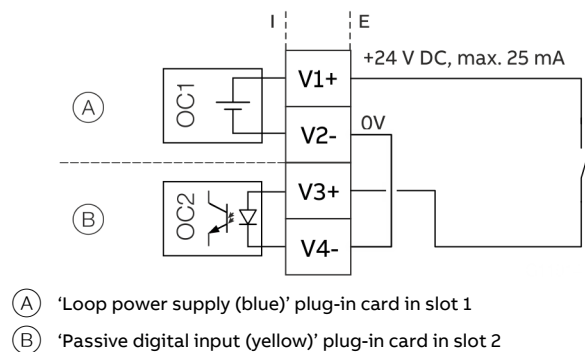 I E
+24 V DC, max. 25 mA
V1+
OC1
A
V2-
0V
V3+
OC2
B
V4-
A 'Loop power supply (blue)' plug-in card in slot 1
B 'Passive digital input (yellow)' plug-in card in slot 2